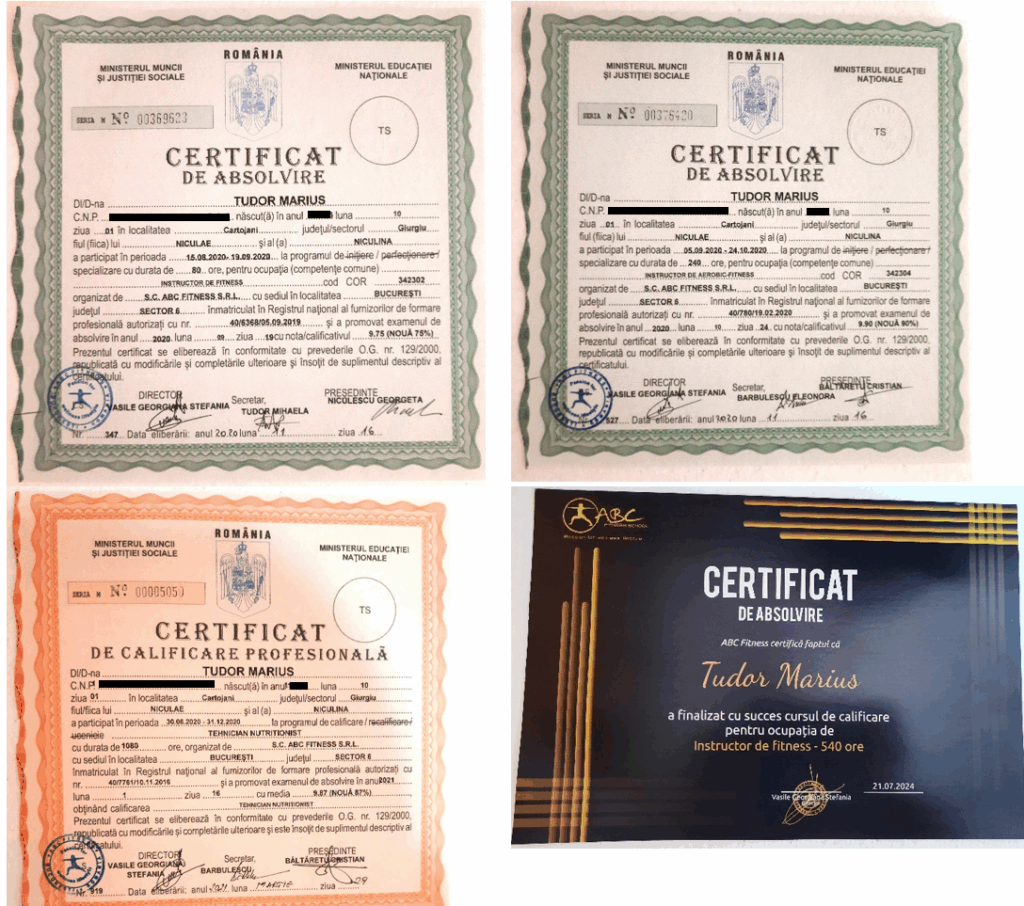 ROMÂNIA
MINISTERUL MUNCII
ȘI JUSTIȚIEI SOCIALE
MINISTERUL EDUCAȚIEI
NAȚIONALE
SERIA M Nº 00369623
TS
CERTIFICAT
DE ABSOLVIRE
Dl/D-na TUDOR MARIUS
C.N.P. născut(ă) în anul luna 10
ziua 01 în localitatea Cartojani județul/sectorul Giurgiu
fiul (fiica) lui NICULAE și al (a) NICULINA
a participat în perioada 15.08.2020- 19.09.2020 la programul de inițiere / perfecționare /
specializare cu durata de 80 ore, pentru ocupația (competențe comune)
INSTRUCTOR DE FITNESS cod COR 342302
organizat de S.C. ABC FITNESS S.R.L. cu sediul în localitatea BUCUREȘTI
județul SECTOR 6 înmatriculat în Registrul național al furnizorilor de formare
profesională autorizați cu nr. 40/6368/05.09.2019 și a promovat examenul de
absolvire în anul 2020 luna 09 ziua 19 cu nota/calificativul 9.75 (NOUĂ 75%)
Prezentul certificat se eliberează în conformitate cu prevederile O.G. nr. 129/2000,
republicată cu modificările și completările ulterioare și însoțit de suplimentul descriptiv al
certificatului.
DIRECTOR
VASILE GEORGIANA STEFANIA
Secretar,
TUDOR MIHAELA
PREȘEDINTE
NICOLESCU GEORGETA
Nr. 347 Data eliberării: anul 2020 luna 11 ziua 16
ROMÂNIA
MINISTERUL MUNCII
ȘI JUSTIȚIEI SOCIALE
MINISTERUL EDUCAȚIEI
NAȚIONALE
SERIA M Nº 00376420
TS
CERTIFICAT
DE ABSOLVIRE
Dl/D-na TUDOR MARIUS
C.N.P. născut(ă) în anul luna 10
ziua 01 în localitatea Cartojani județul/sectorul Giurgiu
fiul (fiica) lui NICULAE și al (a) NICULINA
a participat în perioada 05.09.2020 - 24.10.2020 la programul de inițiere / perfecționare /
specializare cu durata de 240 ore, pentru ocupația (competențe comune)
INSTRUCTOR DE AEROBIC-FITNESS cod COR 342304
organizat de S.C. ABC FITNESS S.R.L. cu sediul în localitatea BUCUREȘTI
județul SECTOR 6 înmatriculat în Registrul național al furnizorilor de formare
profesională autorizați cu nr. 40/780/19.02.2020 și a promovat examenul de
absolvire în anul 2020 luna 10 ziua 24 cu nota/calificativul 9.90 (NOUĂ 90%)
Prezentul certificat se eliberează în conformitate cu prevederile O.G. nr. 129/2000,
republicată cu modificările și completările ulterioare și însoțit de suplimentul descriptiv al
certificatului.
DIRECTOR
VASILE GEORGIANA STEFANIA
Secretar,
BARBULESCU ELEONORA
PREȘEDINTE
BĂLTĂREȚU CRISTIAN
527 Data eliberării: anul 2020 luna 11 ziua 16
ROMÂNIA
MINISTERUL MUNCII
ȘI JUSTIȚIEI SOCIALE
MINISTERUL EDUCAȚIEI
NAȚIONALE
SERIA M Nº 00005050
TS
CERTIFICAT
DE CALIFICARE PROFESIONALĂ
Dl/D-na TUDOR MARIUS
C.N.P. născut(ă) în anul luna 10
ziua 01 în localitatea Cartojani județul/sectorul Giurgiu
fiul/fiica lui NICULAE și al (a) NICULINA
a participat în perioada 30.06.2020 - 31.12.2020 la programul de calificare / recalificare /
ucenicie TEHNICIAN NUTRITIONIST
cu durata de 1080 ore, organizat de S.C. ABC FITNESS S.R.L.
cu sediul în localitatea BUCUREȘTI județul SECTOR 6
înmatriculat în Registrul național al furnizorilor de formare profesională autorizați cu
nr. 40/7761/10.11.2016 și a promovat examenul de absolvire în anul 2021
luna 1 ziua 16 cu media 9.87 (NOUĂ 87%)
obținând calificarea TEHNICIAN NUTRITIONIST
Prezentul certificat se eliberează în conformitate cu prevederile O.G. nr. 129/2000,
republicată cu modificările și completările ulterioare și este însoțit de suplimentul descriptiv al
certificatului.
DIRECTOR
VASILE GEORGIANA
STEFANIA
Secretar,
BARBULESCU
PREȘEDINTE
BĂLTĂREȚU CRISTIAN
Nr. 919 Data eliberării: anul 2021 luna MARTIE ziua 29
ABC
FITNESS SCHOOL
CERTIFICAT
DE ABSOLVIRE
ABC Fitness certifică faptul că
Tudor Marius
a finalizat cu succes cursul de calificare
pentru ocupația de
Instructor de fitness - 540 ore
Vasile Georgiana Ștefania
21.07.2024